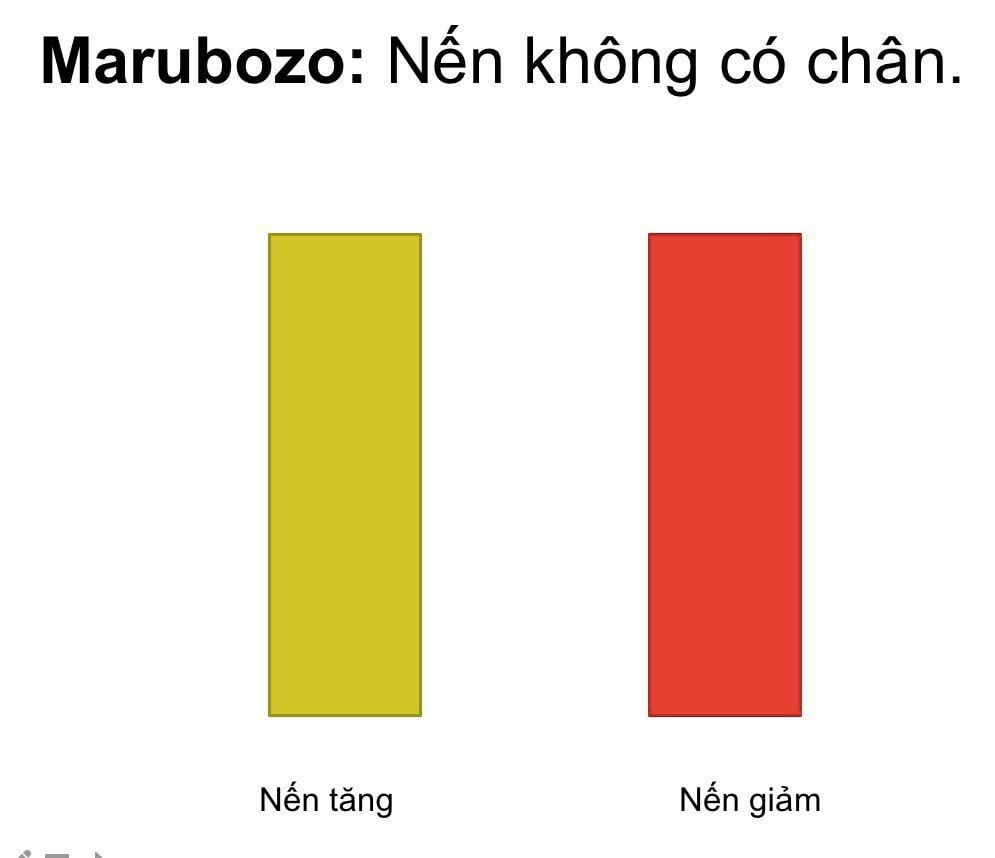 Marubozo: Nến không có chân.
Nến tăng
Nến giảm